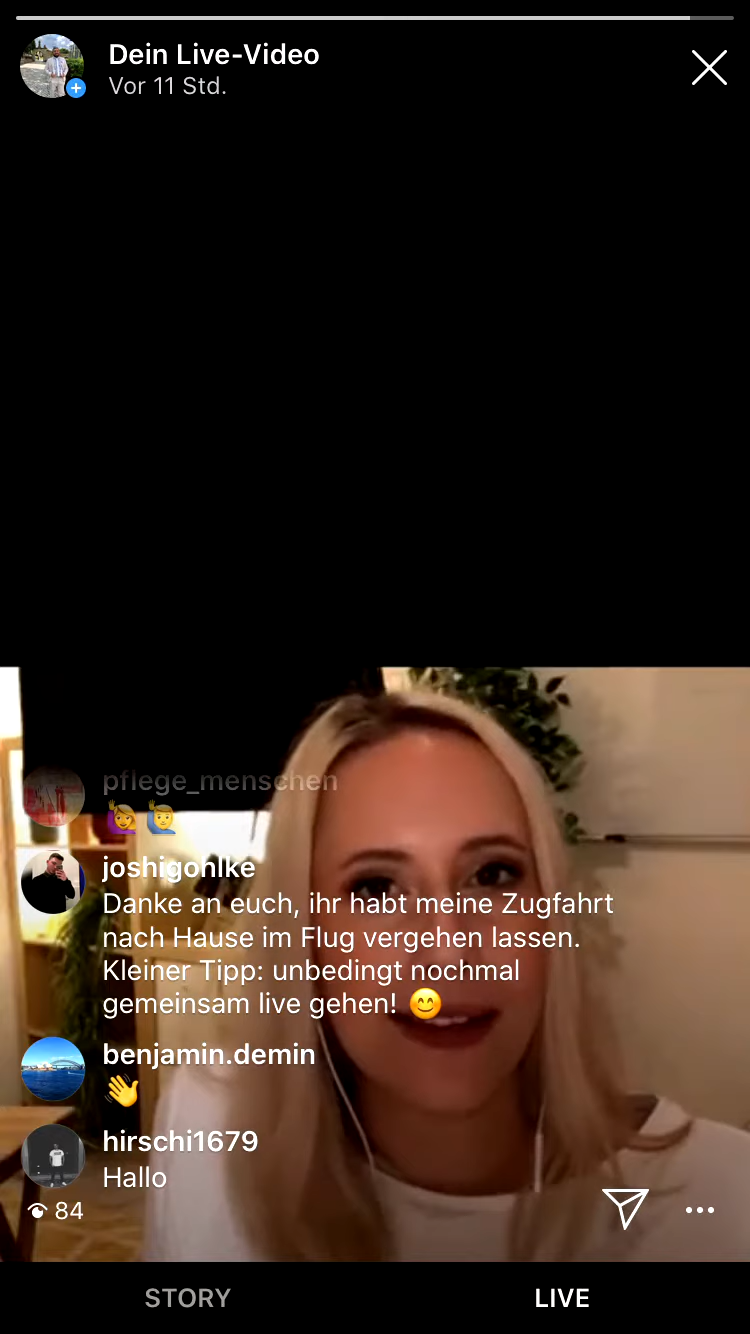 Dein Live-Video
Vor 11 Std.
pflege_menschen
🙋‍♀️ 🙋‍♂️
joshigohlke
Danke an euch, ihr habt meine Zugfahrt
nach Hause im Flug vergehen lassen.
Kleiner Tipp: unbedingt nochmal
gemeinsam live gehen! 😊
benjamin.demin
👋
hirschi1679
Hallo
84
STORY
LIVE